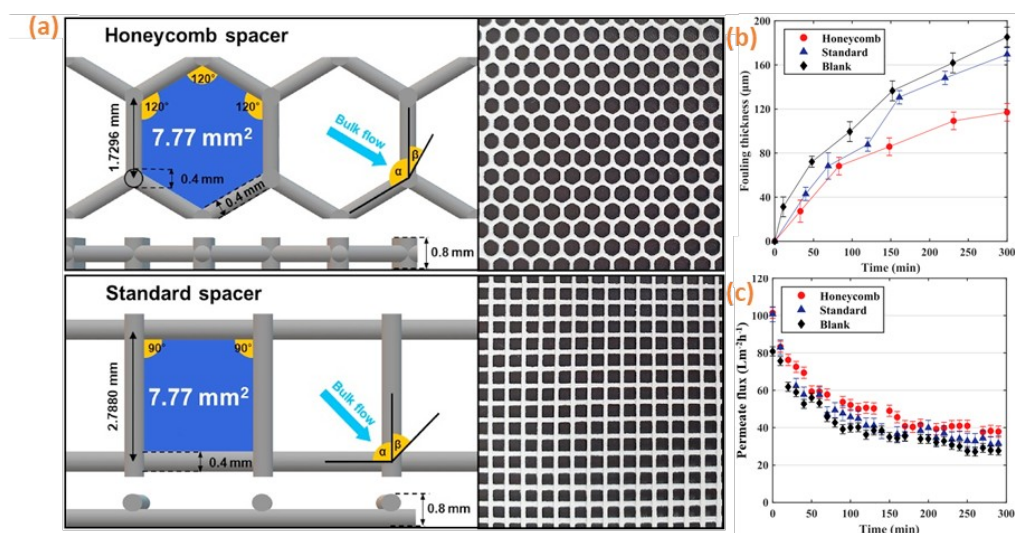 (a)
Honeycomb spacer
120°
120°
120°
7.77 mm²
1.7296 mm
0.4 mm
0.4 mm
Bulk flow
α
β
0.8 mm
Standard spacer
90°
90°
7.77 mm²
2.7880 mm
0.4 mm
Bulk flow
α
β
0.8 mm
(b)
200
160
120
80
40
0
Fouling thickness (µm)
Honeycomb
Standard
Blank
0 50 100 150 200 250 300
Time (min)
(c)
120
100
80
60
40
20
0
Permeate flux (L.m⁻²h⁻¹)
Honeycomb
Standard
Blank
0 50 100 150 200 250 300
Time (min)